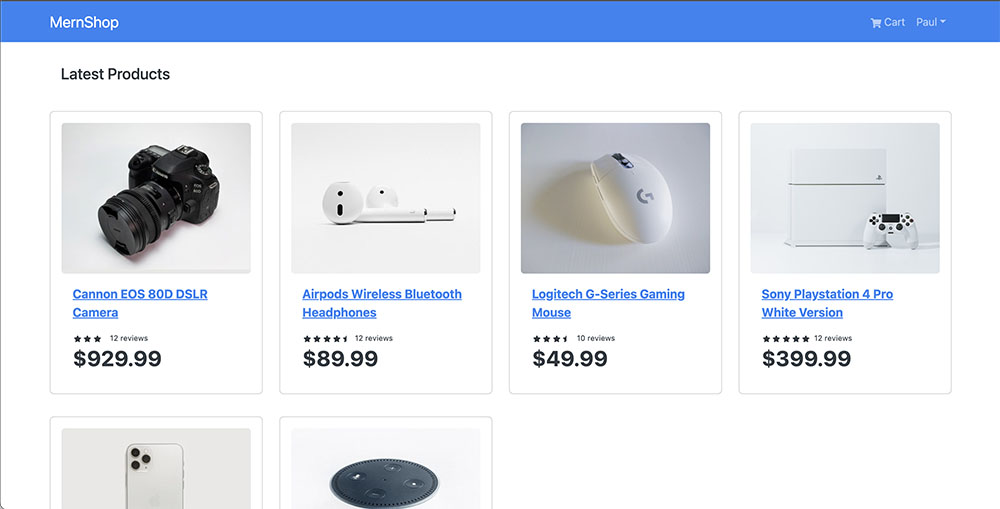 MernShop
Cart
Paul
Latest Products
Cannon EOS 80D DSLR
Camera
12 reviews
$929.99
Airpods Wireless Bluetooth
Headphones
12 reviews
$89.99
Logitech G-Series Gaming
Mouse
10 reviews
$49.99
Sony Playstation 4 Pro
White Version
12 reviews
$399.99